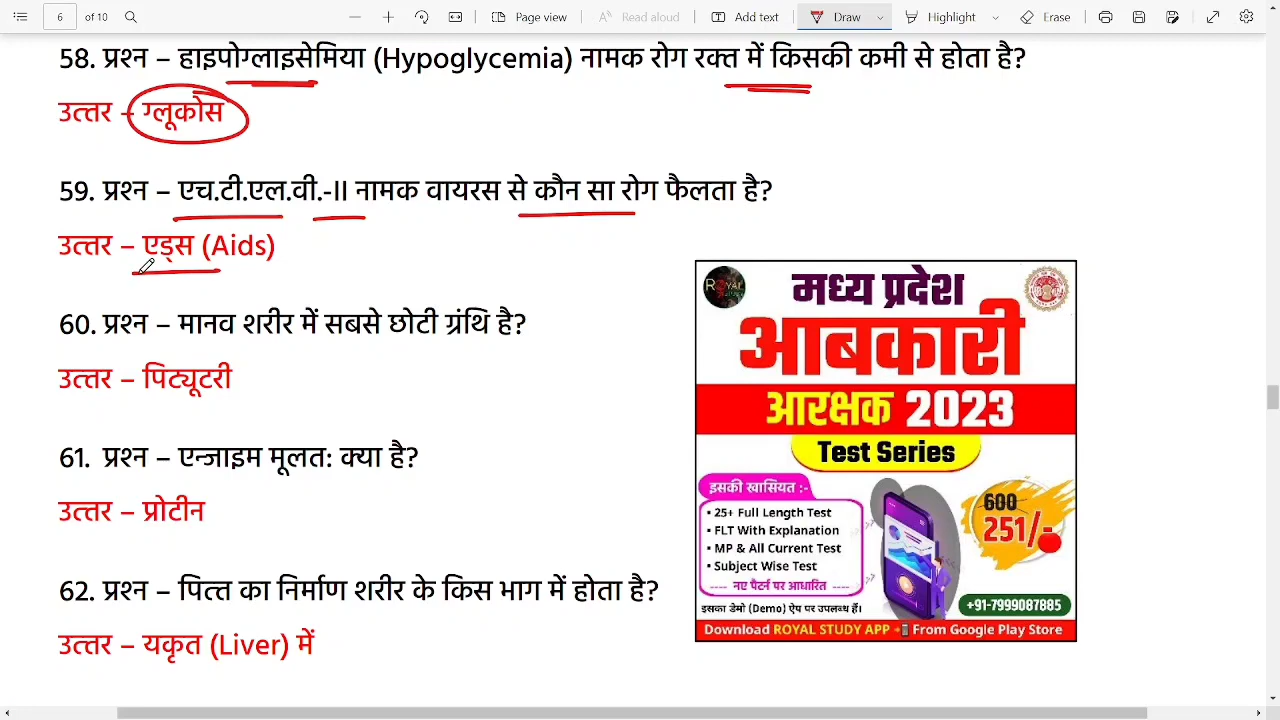 6 of 10
Page view
Read aloud
Add text
Draw
Highlight
Erase
58. प्रश्न – हाइपोग्लाइसेमिया (Hypoglycemia) नामक रोग रक्त में किसकी कमी से होता है?
उत्तर – ग्लूकोस
59. प्रश्न – एच.टी.एल.वी.-II नामक वायरस से कौन सा रोग फैलता है?
उत्तर – एड्स (Aids)
60. प्रश्न – मानव शरीर में सबसे छोटी ग्रंथि है?
उत्तर – पिट्यूटरी
61. प्रश्न – एन्जाइम मूलत: क्या है?
उत्तर – प्रोटीन
62. प्रश्न – पित्त का निर्माण शरीर के किस भाग में होता है?
उत्तर – यकृत (Liver) में
ROYAL
मध्य प्रदेश
आबकारी
आरक्षक 2023
Test Series
इसकी खासियत :-
• 25+ Full Length Test
• FLT With Explanation
• MP & All Current Test
• Subject Wise Test
---- नए पैटर्न पर आधारित ----
600
251/-
इसका डेमो (Demo) ऐप पर उपलब्ध हैं।
+91-7999087885
Download ROYAL STUDY APP From Google Play Store